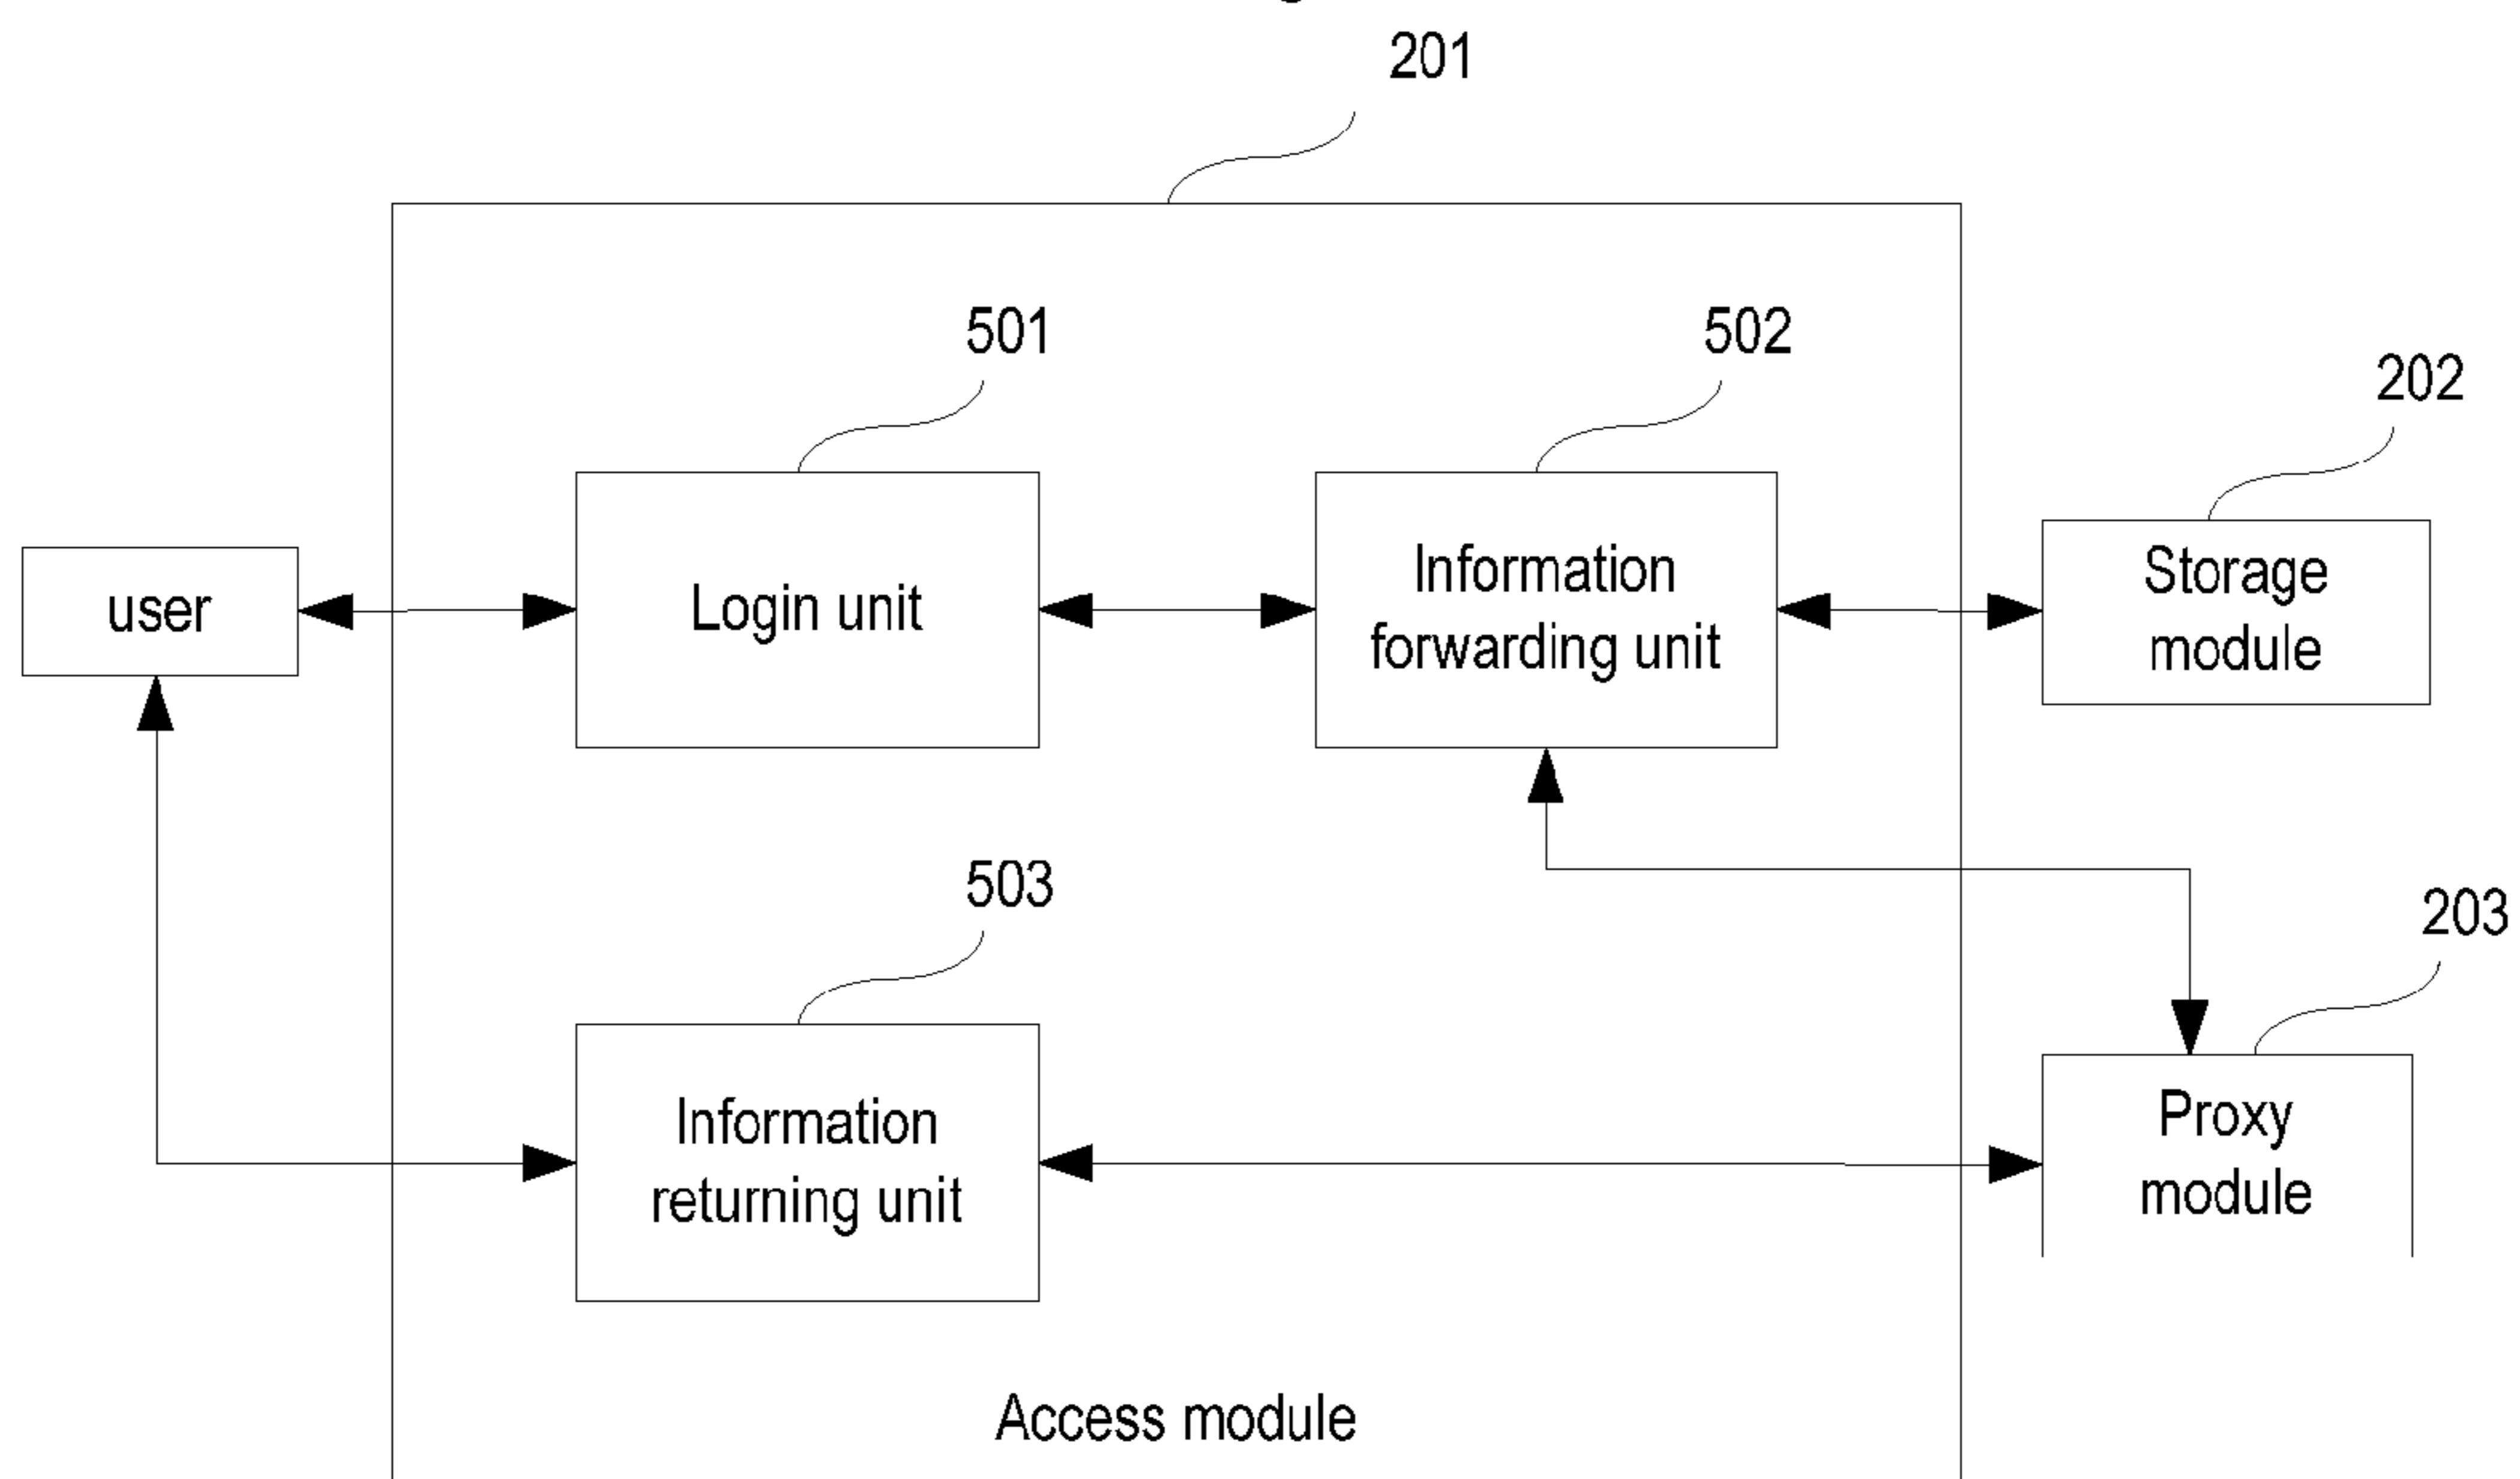 201
501
502
202
user
Login unit
Information
forwarding unit
Storage
module
503
203
Information
returning unit
Proxy
module
Access module